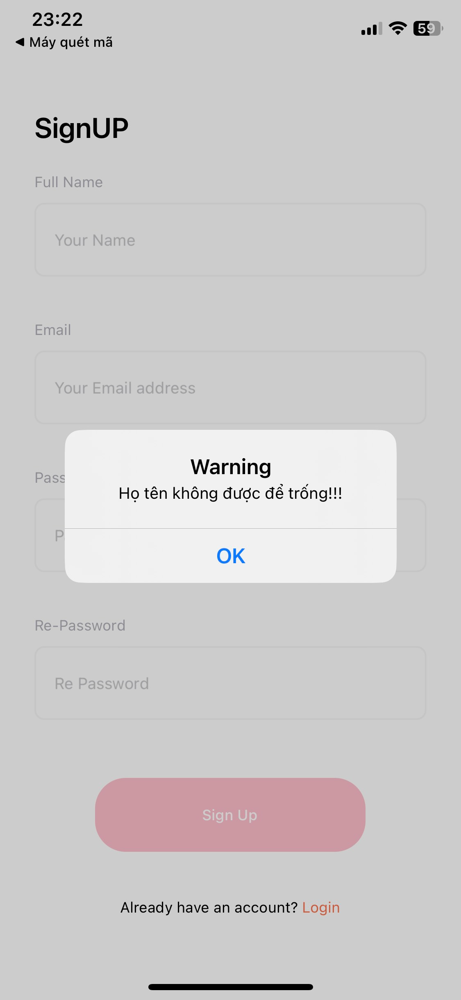 23:22
59
◀ Máy quét mã
SignUP
Full Name
Your Name
Email
Your Email address
Warning
Họ tên không được để trống!!!
OK
Re-Password
Re Password
Sign Up
Already have an account? Login